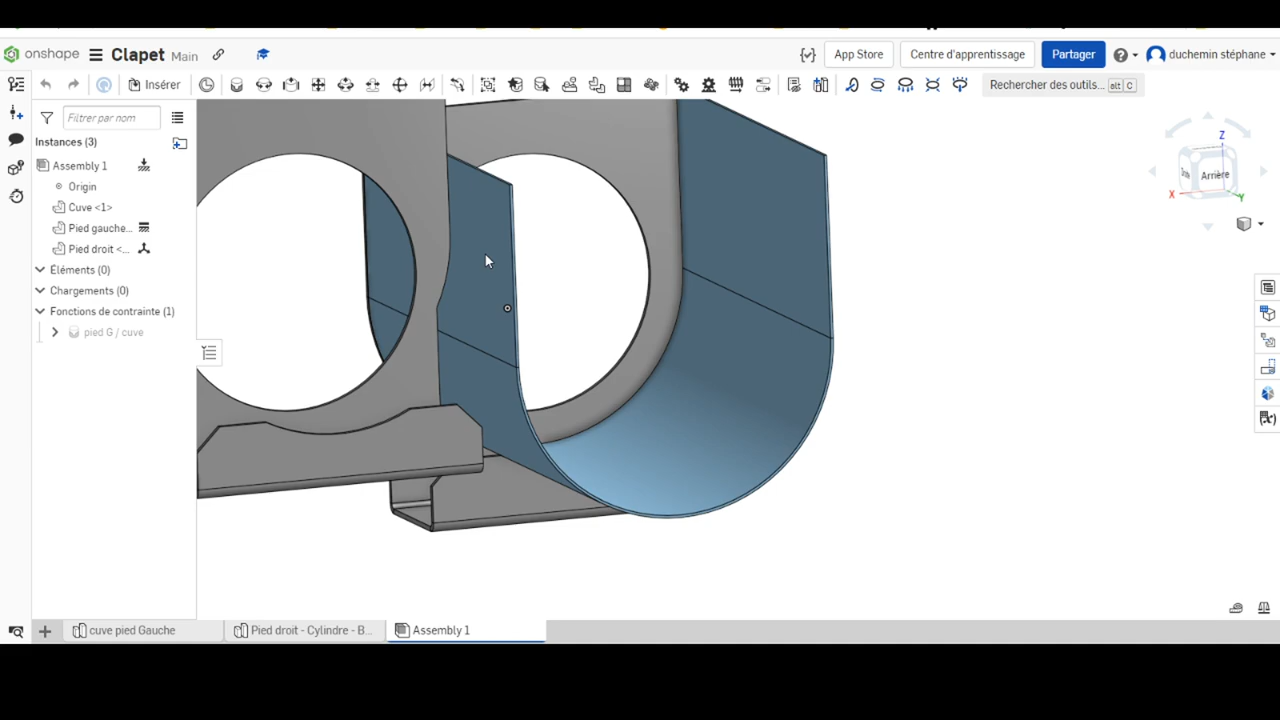 onshape Clapet Main App Store Centre d'apprentissage Partager duchemin stéphane
Insérer Rechercher des outils... alt C
Filtrer par nom
Instances (3)
Assembly 1
Origin
Cuve <1>
Pied gauche...
Pied droit <...
Éléments (0)
Chargements (0)
Fonctions de contrainte (1)
pied G / cuve
Z
Arrière
X
Y
cuve pied Gauche Pied droit - Cylindre - B... Assembly 1